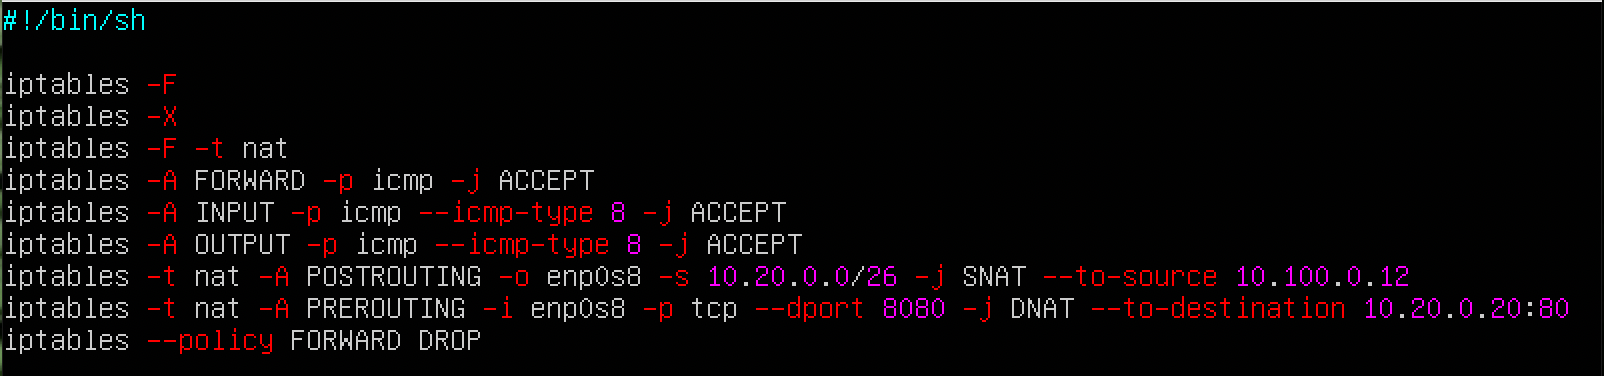 #!/bin/sh
iptables -F
iptables -X
iptables -F -t nat
iptables -A FORWARD -p icmp -j ACCEPT
iptables -A INPUT -p icmp --icmp-type 8 -j ACCEPT
iptables -A OUTPUT -p icmp --icmp-type 8 -j ACCEPT
iptables -t nat -A POSTROUTING -o enp0s8 -s 10.20.0.0/26 -j SNAT --to-source 10.100.0.12
iptables -t nat -A PREROUTING -i enp0s8 -p tcp --dport 8080 -j DNAT --to-destination 10.20.0.20:80
iptables --policy FORWARD DROP